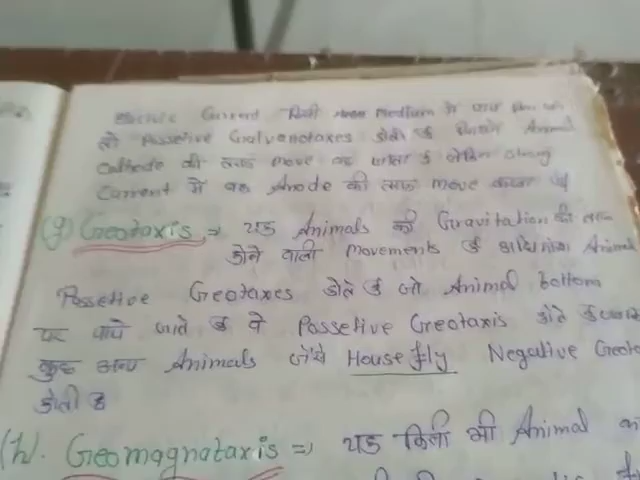 Electric Current किसी Medium में पास
तो Possetive Galvanotaxes होती है जिसमें Animal
Cathode की तरफ move कर जाता है लेकिन strong
Current में वह Anode की तरफ move करता है
(g) Geotaxis ⇒ यह Animals की Gravitation की तरफ
होने वाली movements है अधिकांश Animal
Possetive Geotaxes होते है जो Animal bottom
पर पाये जाते है वे Possetive Geotaxis होते है
कुछ अन्य Animals जैसे House fly Negative Geota
होती है
(h). Geomagnataxis ⇒ यह किसी भी Animal